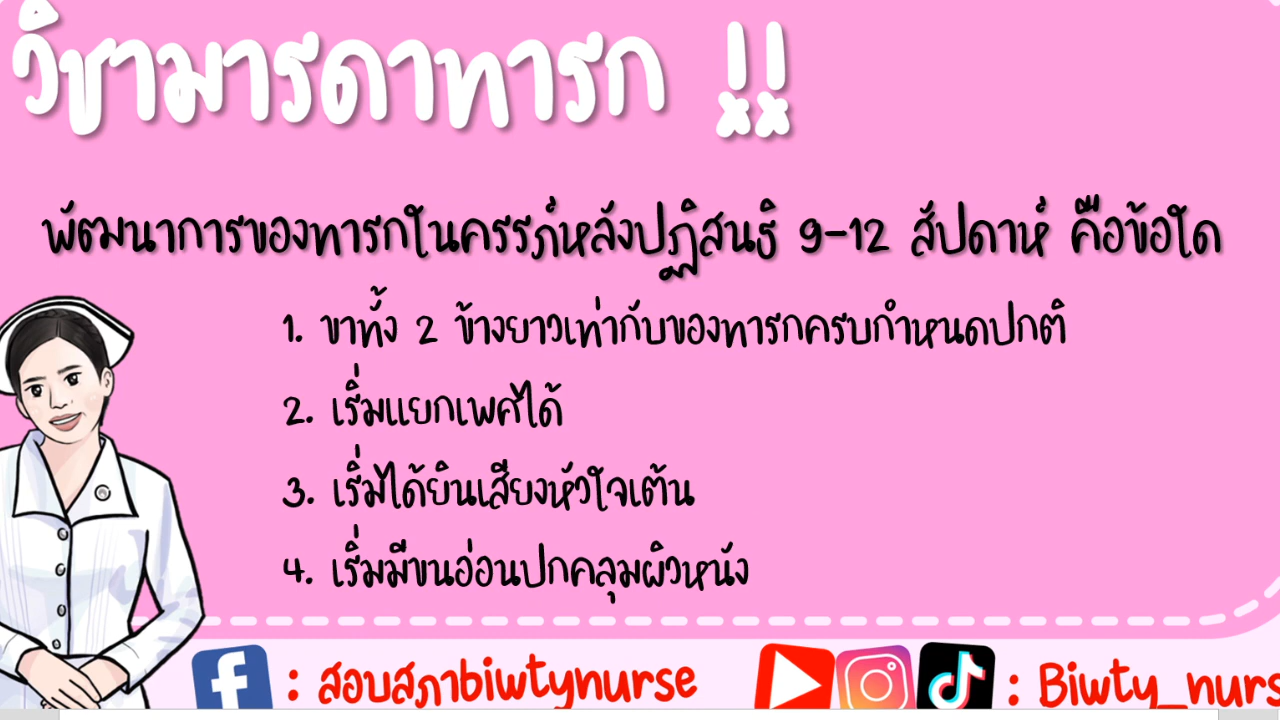 วิชามารดาทารก !!
พัฒนาการของทารกในครรภ์หลังปฏิสนธิ 9-12 สัปดาห์ คือข้อใด
1. ขาทั้ง 2 ข้างยาวเท่ากับของทารกครบกำหนดปกติ
2. เริ่มแยกเพศได้
3. เริ่มได้ยินเสียงหัวใจเต้น
4. เริ่มมีขนอ่อนปกคลุมผิวหนัง
: สอบสภาbiwtynurse : Biwty_nurs